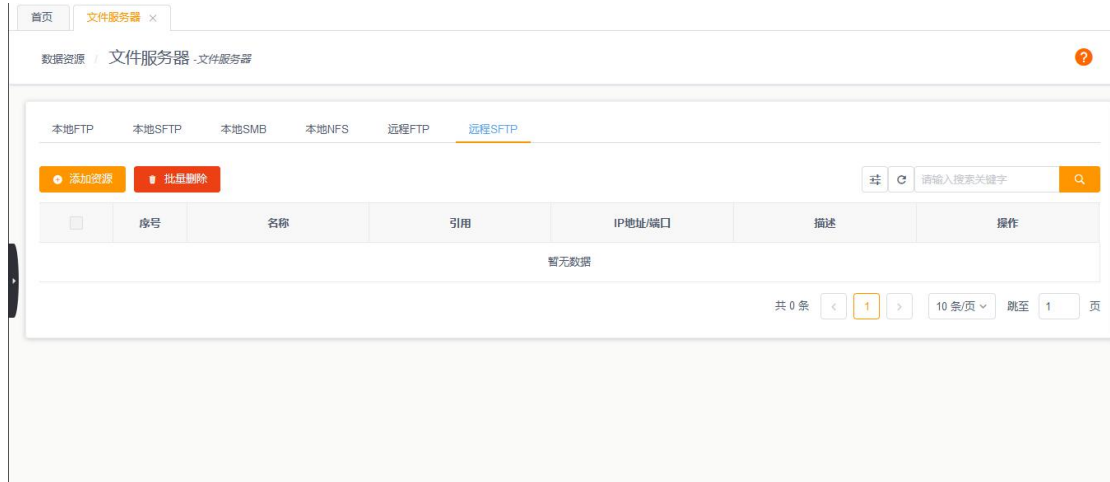 首页 文件服务器
数据资源 / 文件服务器 -文件服务器
本地FTP 本地SFTP 本地SMB 本地NFS 远程FTP 远程SFTP
添加资源 批量删除 请输入搜索关键字
序号 名称 引用 IP地址/端口 描述 操作
暂无数据
共 0 条 < 1 > 10 条/页 跳至 1 页